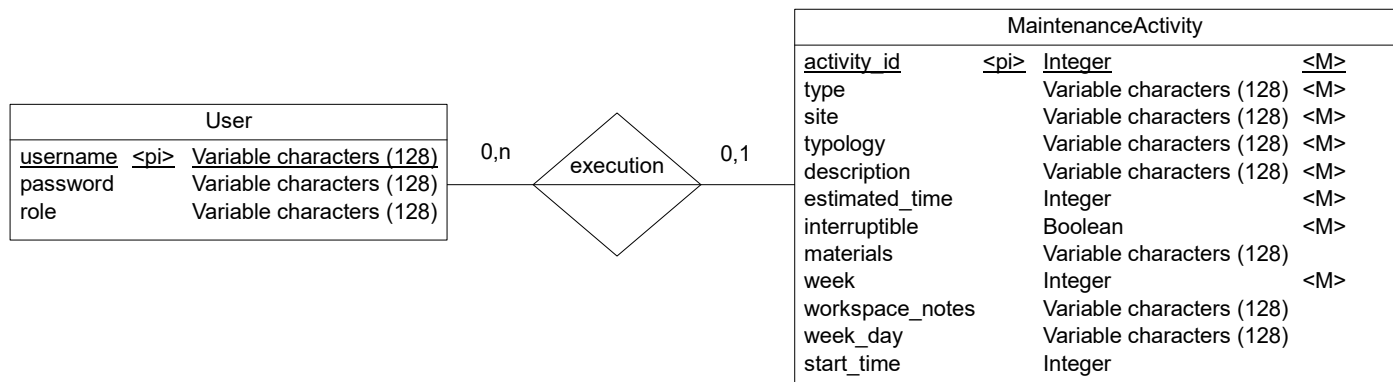 User
username <pi> Variable characters (128)
password Variable characters (128)
role Variable characters (128)
0,n
execution
0,1
MaintenanceActivity
activity_id <pi> Integer <M>
type Variable characters (128) <M>
site Variable characters (128) <M>
typology Variable characters (128) <M>
description Variable characters (128) <M>
estimated_time Integer <M>
interruptible Boolean <M>
materials Variable characters (128)
week Integer <M>
workspace_notes Variable characters (128)
week_day Variable characters (128)
start_time Integer